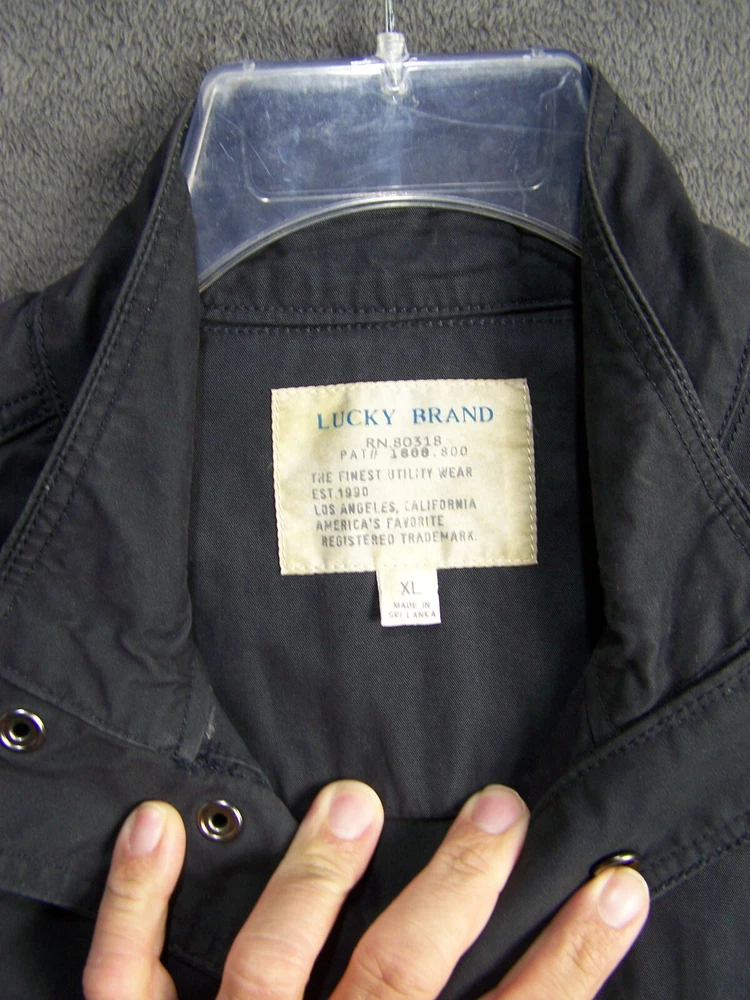 LUCKY BRAND
RN 80318
PAT# 1808.800
THE FINEST UTILITY WEAR
EST.1990
LOS ANGELES, CALIFORNIA
AMERICA'S FAVORITE
REGISTERED TRADEMARK.
XL
MADE IN
SRI LANKA